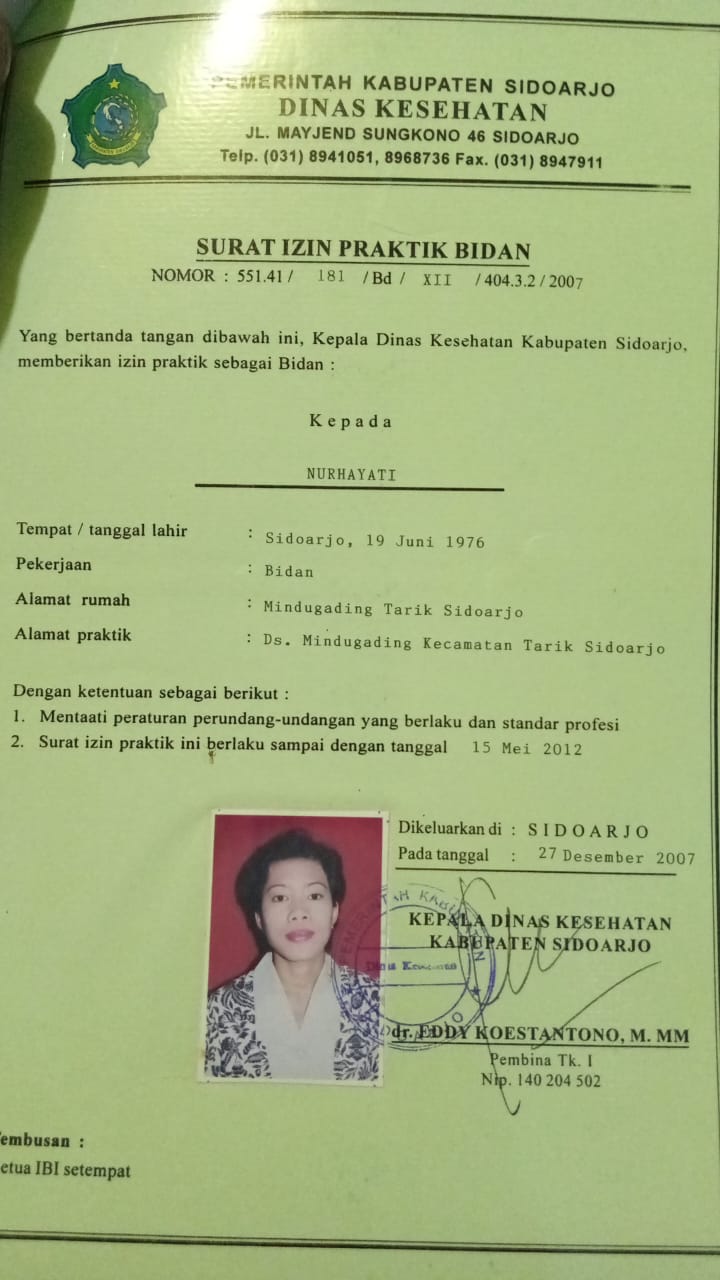 PEMERINTAH KABUPATEN SIDOARJO
DINAS KESEHATAN
JL. MAYJEND SUNGKONO 46 SIDOARJO
Telp. (031) 8941051, 8968736 Fax. (031) 8947911
SURAT IZIN PRAKTIK BIDAN
NOMOR : 551.41 / 181 / Bd / XII / 404.3.2 / 2007
Yang bertanda tangan dibawah ini, Kepala Dinas Kesehatan Kabupaten Sidoarjo,
memberikan izin praktik sebagai Bidan :
Kepada
NURHAYATI
Tempat / tanggal lahir : Sidoarjo, 19 Juni 1976
Pekerjaan : Bidan
Alamat rumah : Mindugading Tarik Sidoarjo
Alamat praktik : Ds. Mindugading Kecamatan Tarik Sidoarjo
Dengan ketentuan sebagai berikut :
1. Mentaati peraturan perundang-undangan yang berlaku dan standar profesi
2. Surat izin praktik ini berlaku sampai dengan tanggal 15 Mei 2012
Dikeluarkan di : SIDOARJO
Pada tanggal : 27 Desember 2007
KEPALA DINAS KESEHATAN
KABUPATEN SIDOARJO
dr. EDDY KOESTANTONO, M. MM
Pembina Tk. I
Nip. 140 204 502
embusan :
etua IBI setempat